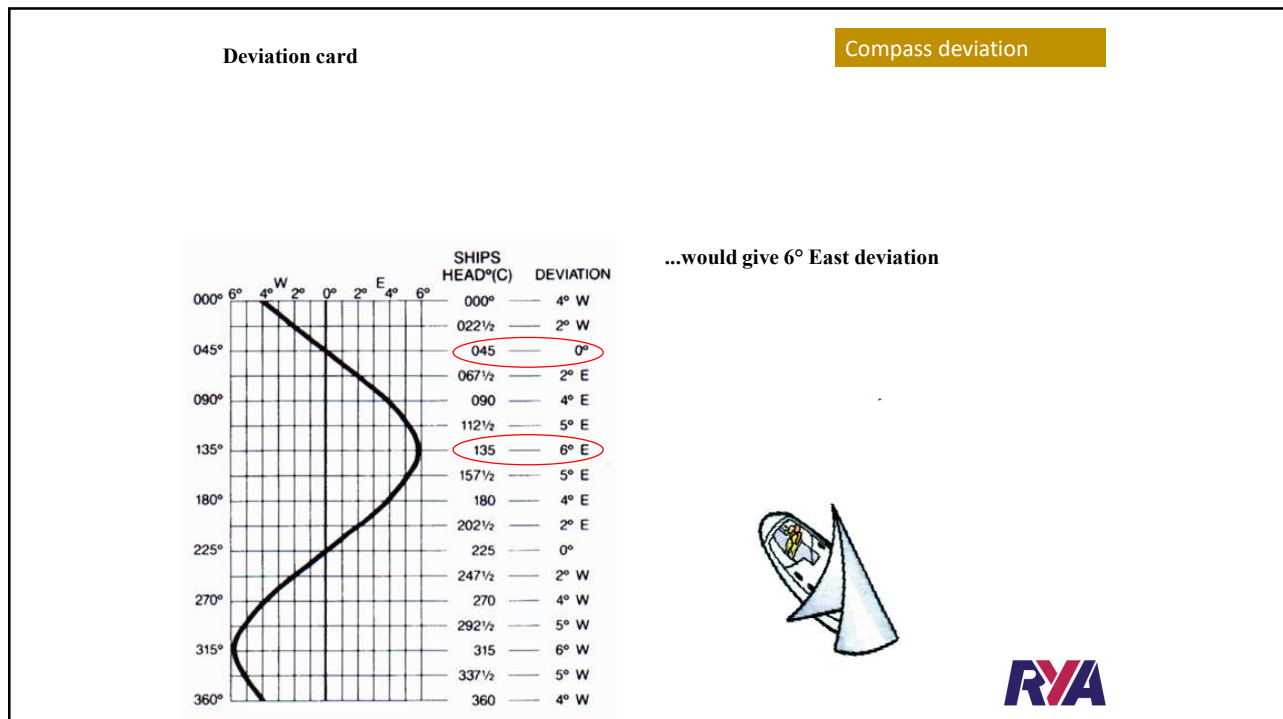 Deviation card
Compass deviation
...would give 6° East deviation
SHIPS
HEAD°(C) DEVIATION
W E
6° 4° 2° 0° 2° 4° 6°
000° 000° 4° W
022½ 2° W
045° 045 0°
067½ 2° E
090° 090 4° E
112½ 5° E
135° 135 6° E
157½ 5° E
180° 180 4° E
202½ 2° E
225° 225 0°
247½ 2° W
270° 270 4° W
292½ 5° W
315° 315 6° W
337½ 5° W
360° 360 4° W
RYA